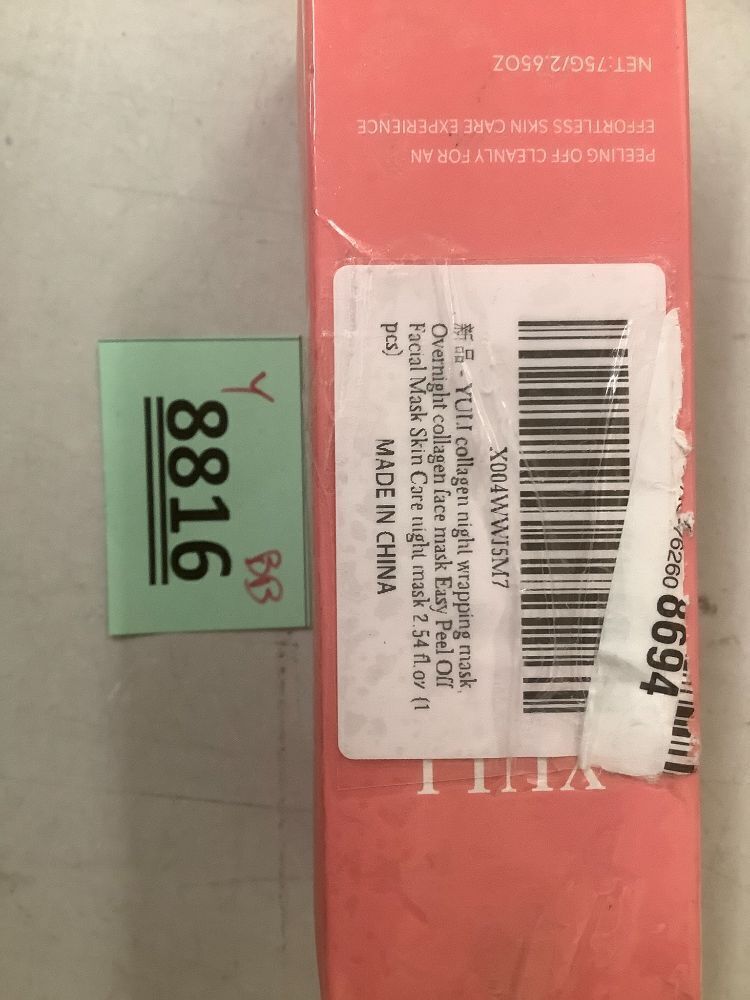 NET:75G/2.65OZ
PEELING OFF CLEANLY FOR AN
EFFORTLESS SKIN CARE EXPERIENCE
X004WWJ5M7
新品 - YULI collagen night wrapping mask,
Overnight collagen face mask Easy Peel Off
Facial Mask Skin Care night mask 2.54 fl.oz (1
pcs)
MADE IN CHINA
76260 8694
YULI
Y
8816
BB